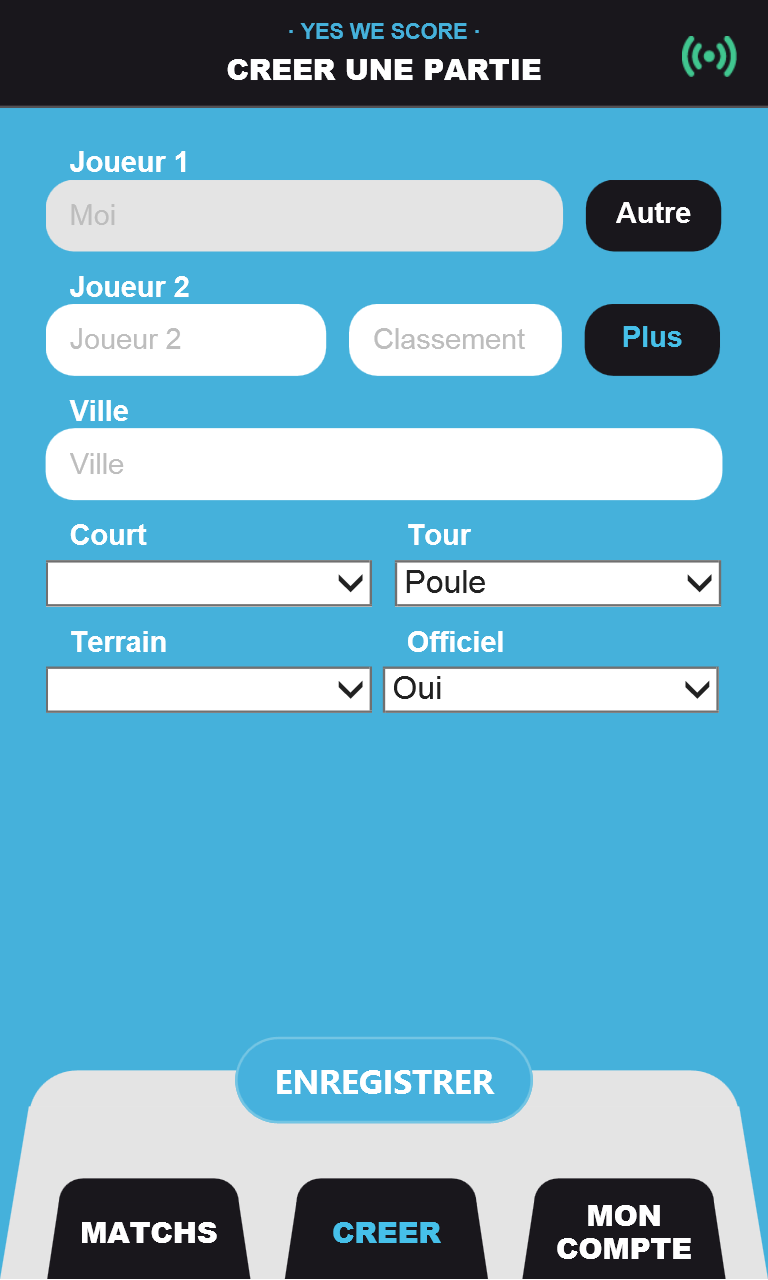 · YES WE SCORE ·
CREER UNE PARTIE
Joueur 1
Moi
Autre
Joueur 2
Joueur 2
Classement
Plus
Ville
Ville
Court
Tour
Poule
Terrain
Officiel
Oui
ENREGISTRER
MATCHS
CREER
MON
COMPTE